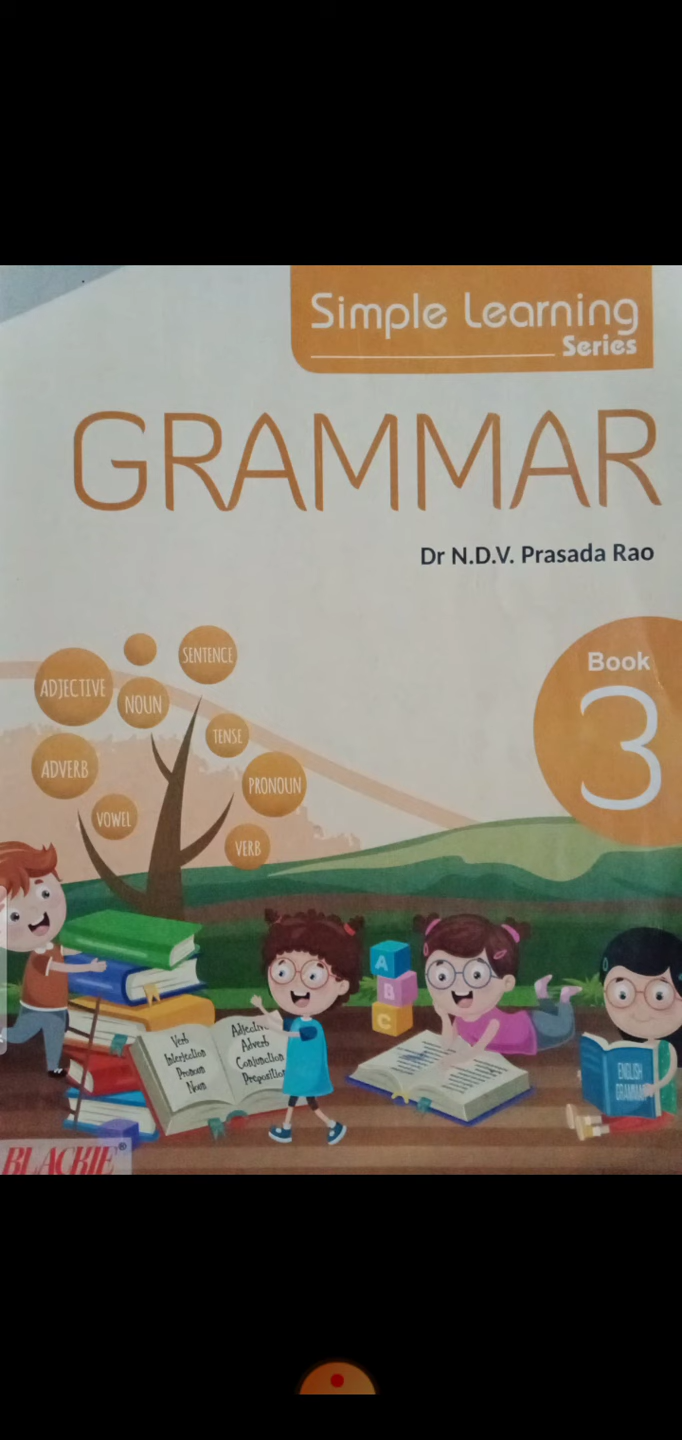 Simple Learning
Series
GRAMMAR
Dr N.D.V. Prasada Rao
Book
3
SENTENCE
ADJECTIVE
NOUN
TENSE
ADVERB
PRONOUN
VOWEL
VERB
A
B
C
Verb
Interjection
Pronoun
Noun
Adjective
Adverb
Conjunction
Preposition
ENGLISH
GRAMMAR
BLACKIE®